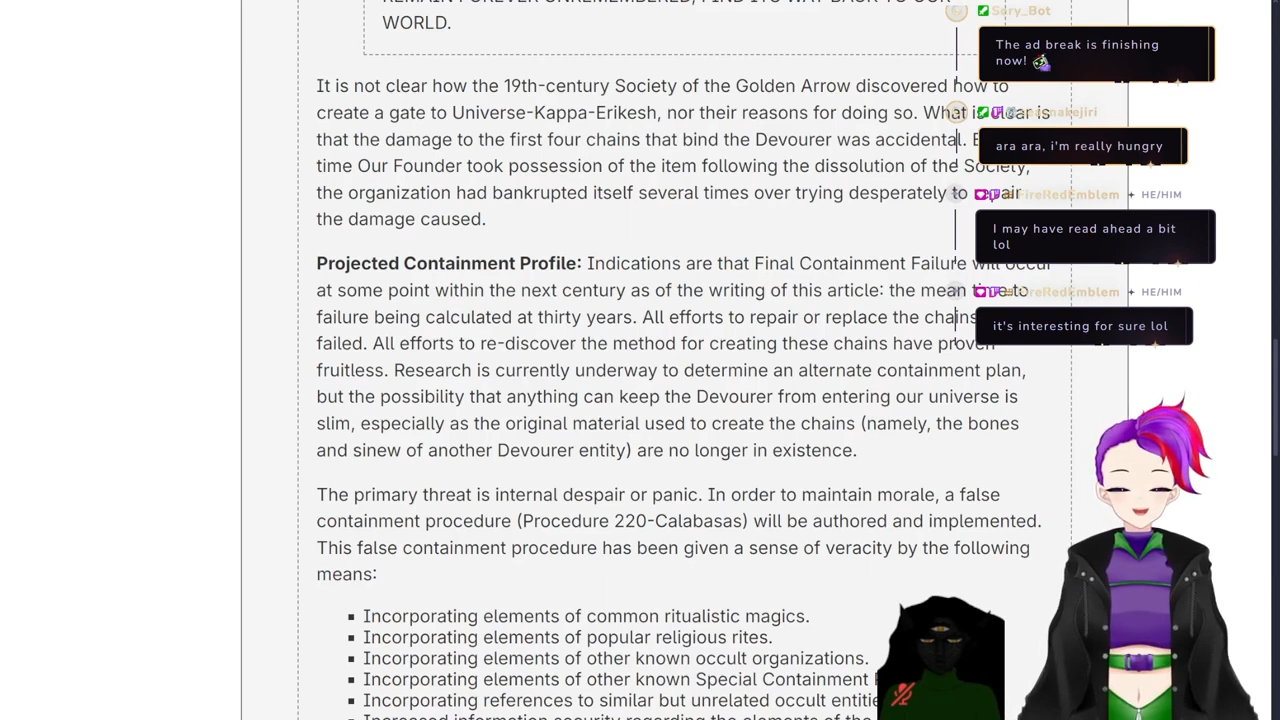 WORLD.
It is not clear how the 19th-century Society of the Golden Arrow discovered how to
create a gate to Universe-Kappa-Erikesh, nor their reasons for doing so. What is clear is
that the damage to the first four chains that bind the Devourer was accidental.
time Our Founder took possession of the item following the dissolution of the Society,
the organization had bankrupted itself several times over trying desperately to repair
the damage caused.
Projected Containment Profile: Indications are that Final Containment Failure will occur
at some point within the next century as of the writing of this article: the mean time to
failure being calculated at thirty years. All efforts to repair or replace the chains
failed. All efforts to re-discover the method for creating these chains have proven
fruitless. Research is currently underway to determine an alternate containment plan,
but the possibility that anything can keep the Devourer from entering our universe is
slim, especially as the original material used to create the chains (namely, the bones
and sinew of another Devourer entity) are no longer in existence.
The primary threat is internal despair or panic. In order to maintain morale, a false
containment procedure (Procedure 220-Calabasas) will be authored and implemented.
This false containment procedure has been given a sense of veracity by the following
means:
Incorporating elements of common ritualistic magics.
Incorporating elements of popular religious rites.
Incorporating elements of other known occult organizations.
Incorporating elements of other known Special Containment
Incorporating references to similar but unrelated occult
The ad break is finishing
now!
ara ara, i'm really hungry
FireRedEmblem HE/HIM
I may have read ahead a bit
lol
FireRedEmblem HE/HIM
it's interesting for sure lol